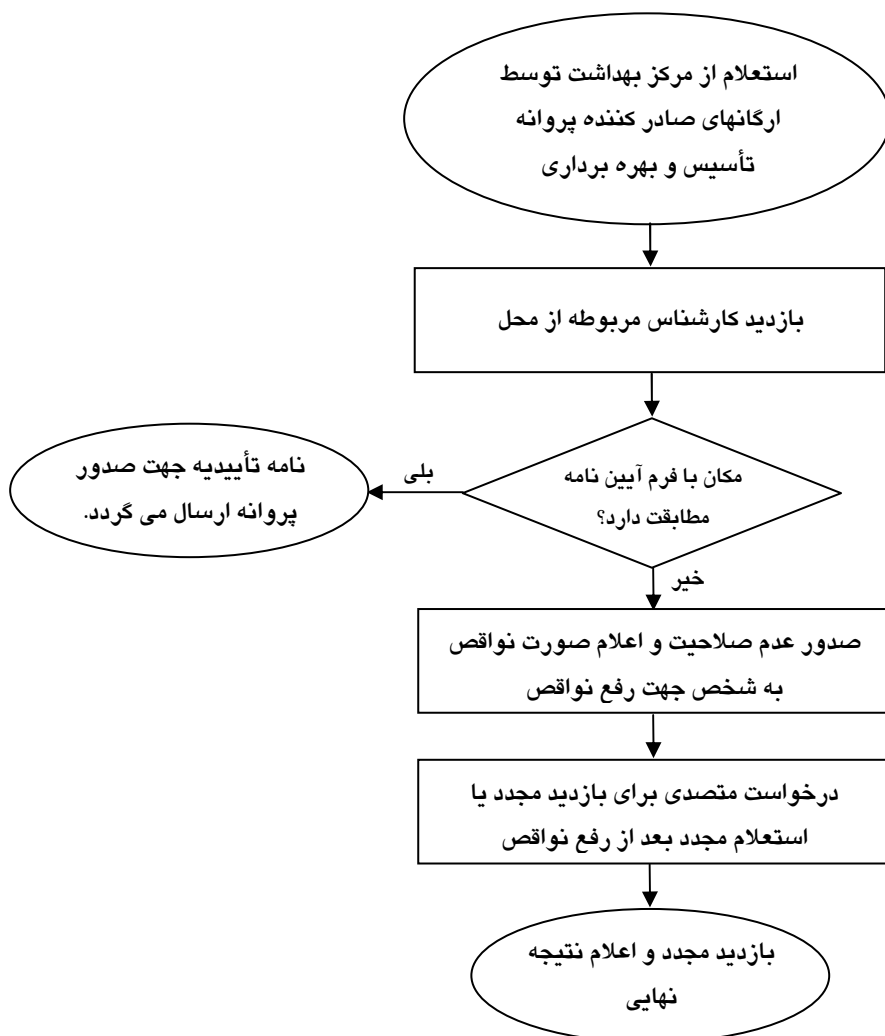 استعلام از مرکز بهداشت توسط
ارگانهای صادر کننده پروانه
تأسیس و بهره برداری
بازدید کارشناس مربوطه از محل
مکان با فرم آیین نامه
مطابقت دارد؟
بلی
نامه تأییدیه جهت صدور
پروانه ارسال می گردد.
خیر
صدور عدم صلاحیت و اعلام صورت نواقص
به شخص جهت رفع نواقص
درخواست متصدی برای بازدید مجدد یا
استعلام مجدد بعد از رفع نواقص
بازدید مجدد و اعلام نتیجه
نهایی